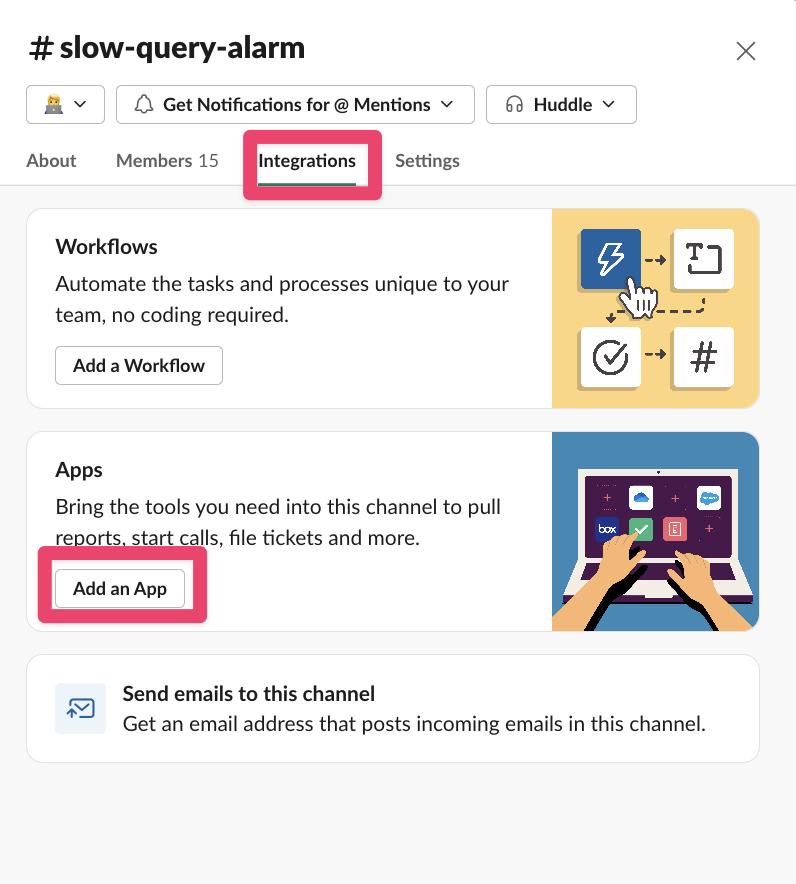 # slow-query-alarm
Get Notifications for @ Mentions
Huddle
About
Members 15
Integrations
Settings
Workflows
Automate the tasks and processes unique to your
team, no coding required.
Add a Workflow
T
#
Apps
Bring the tools you need into this channel to pull
reports, start calls, file tickets and more.
box
Add an App
Send emails to this channel
Get an email address that posts incoming emails in this channel.